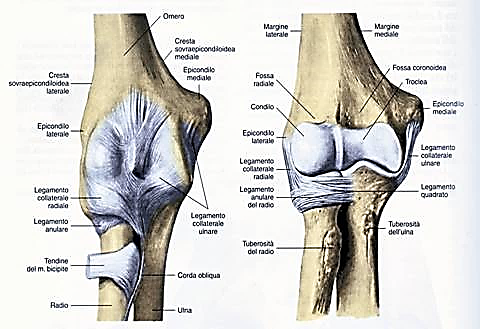 Omero
Cresta
sovraepicondiloidea
mediale
Epicondilo
mediale
Cresta
sovraepicondiloidea
laterale
Epicondilo
laterale
Legamento
collaterale
radiale
Legamento
anulare
Tendine
del m. bicipite
Radio
Legamento
collaterale
ulnare
Corda obliqua
Ulna
Margine
laterale
Margine
mediale
Fossa
radiale
Fossa coronoidea
Troclea
Condilo
Epicondilo
mediale
Epicondilo
laterale
Legamento
collaterale
radiale
Legamento
anulare
del radio
Legamento
collaterale
ulnare
Legamento
quadrato
Tuberosità
del radio
Tuberosità
dell'ulna